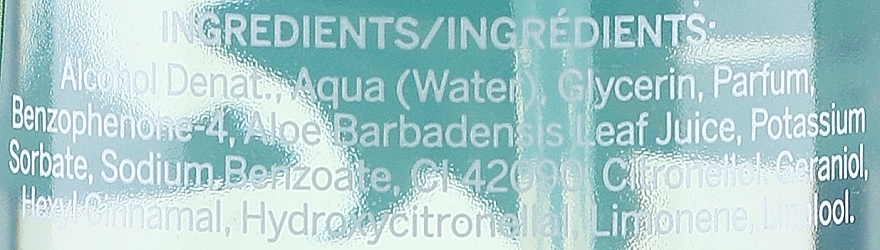 INGREDIENTS/INGRÉDIENTS:
Alcohol Denat., Aqua (Water), Glycerin, Parfum,
Benzophenone-4, Aloe Barbadensis Leaf Juice, Potassium
Sorbate, Sodium Benzoate, CI 42090, Citronellol, Geraniol,
Hexyl Cinnamal, Hydroxycitronellal, Limonene, Linalool.